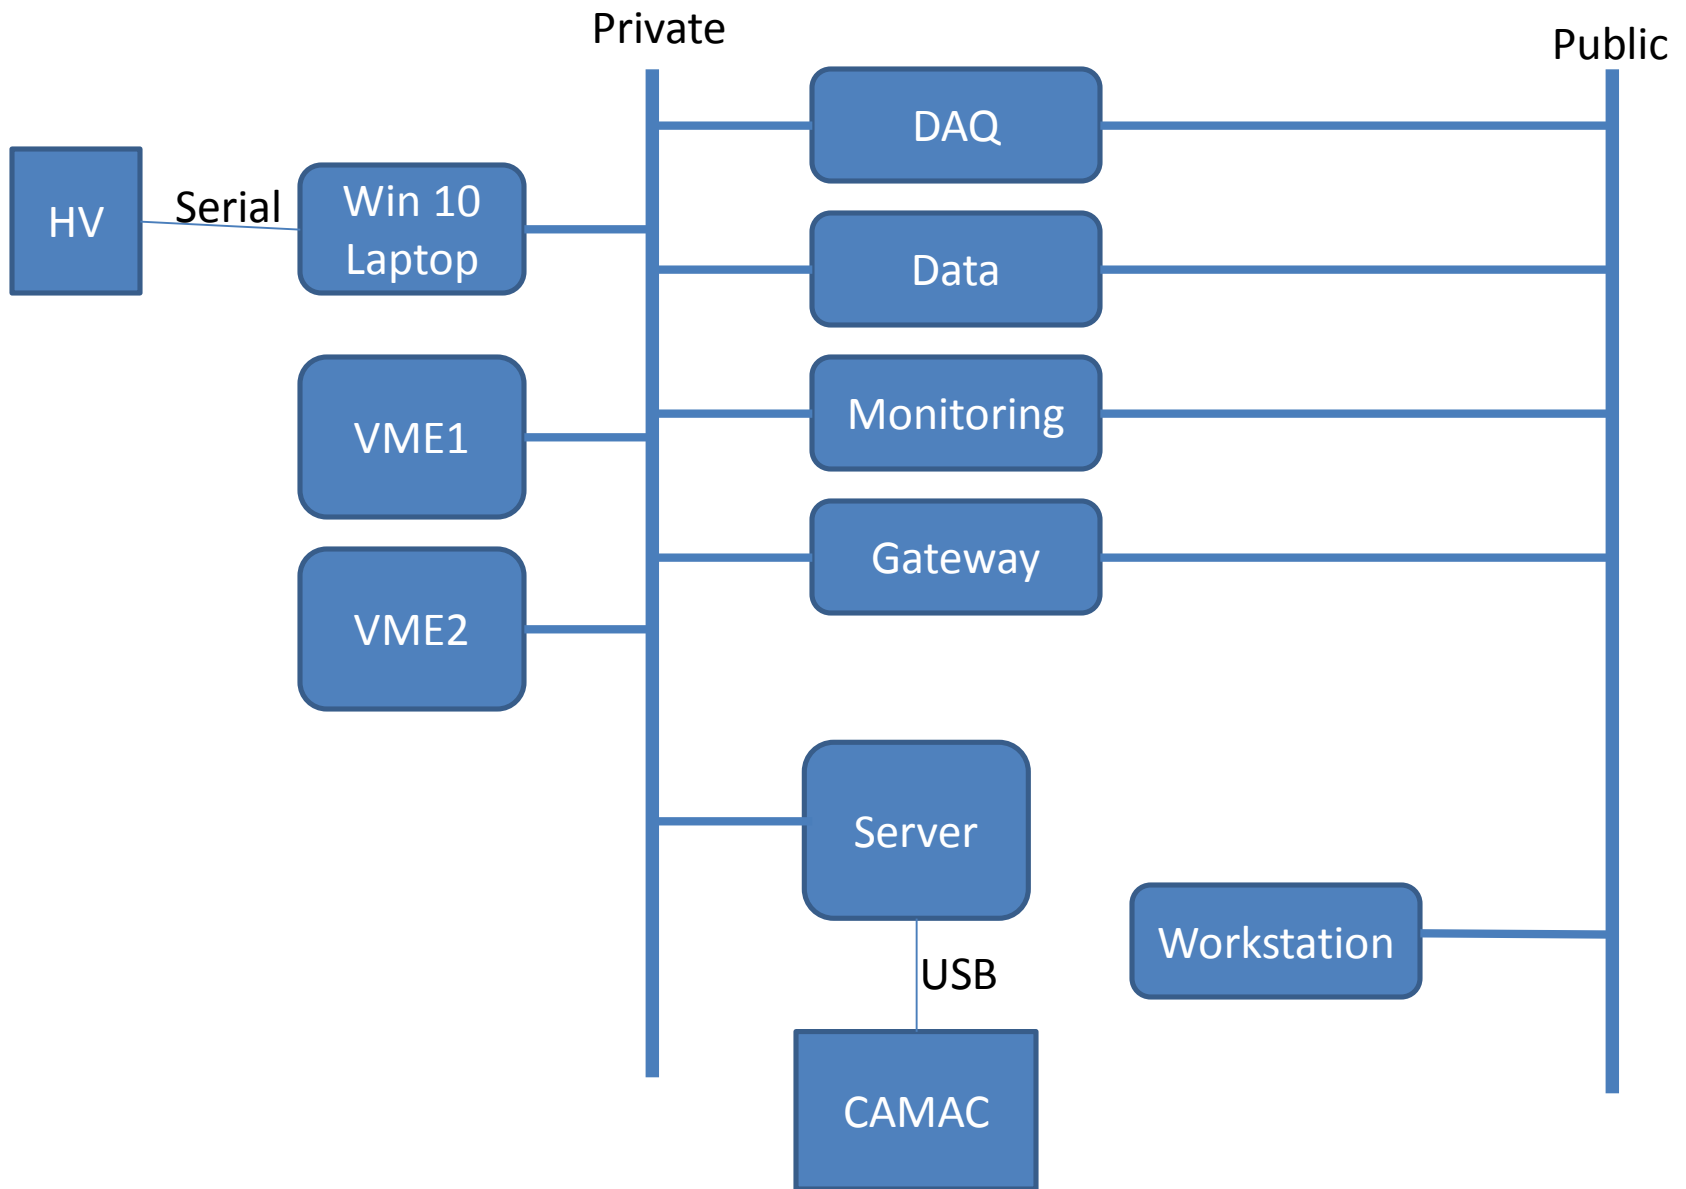 Private
Public
DAQ
HV
Serial
Win 10
Laptop
Data
Monitoring
VME1
Gateway
VME2
Server
Workstation
USB
CAMAC